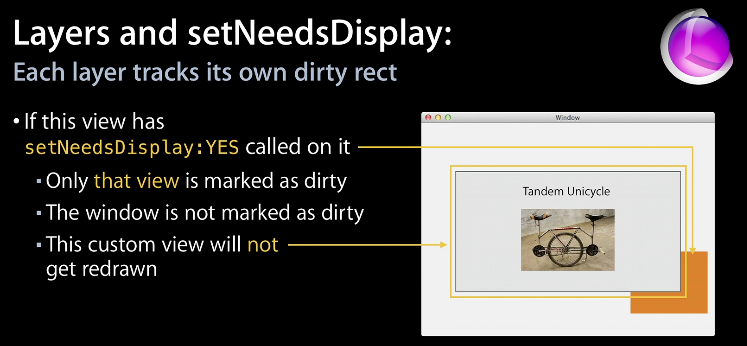 Layers and setNeedsDisplay:
Each layer tracks its own dirty rect
• If this view has
setNeedsDisplay:YES called on it
▪ Only that view is marked as dirty
▪ The window is not marked as dirty
▪ This custom view will not
get redrawn
Window
Tandem Unicycle